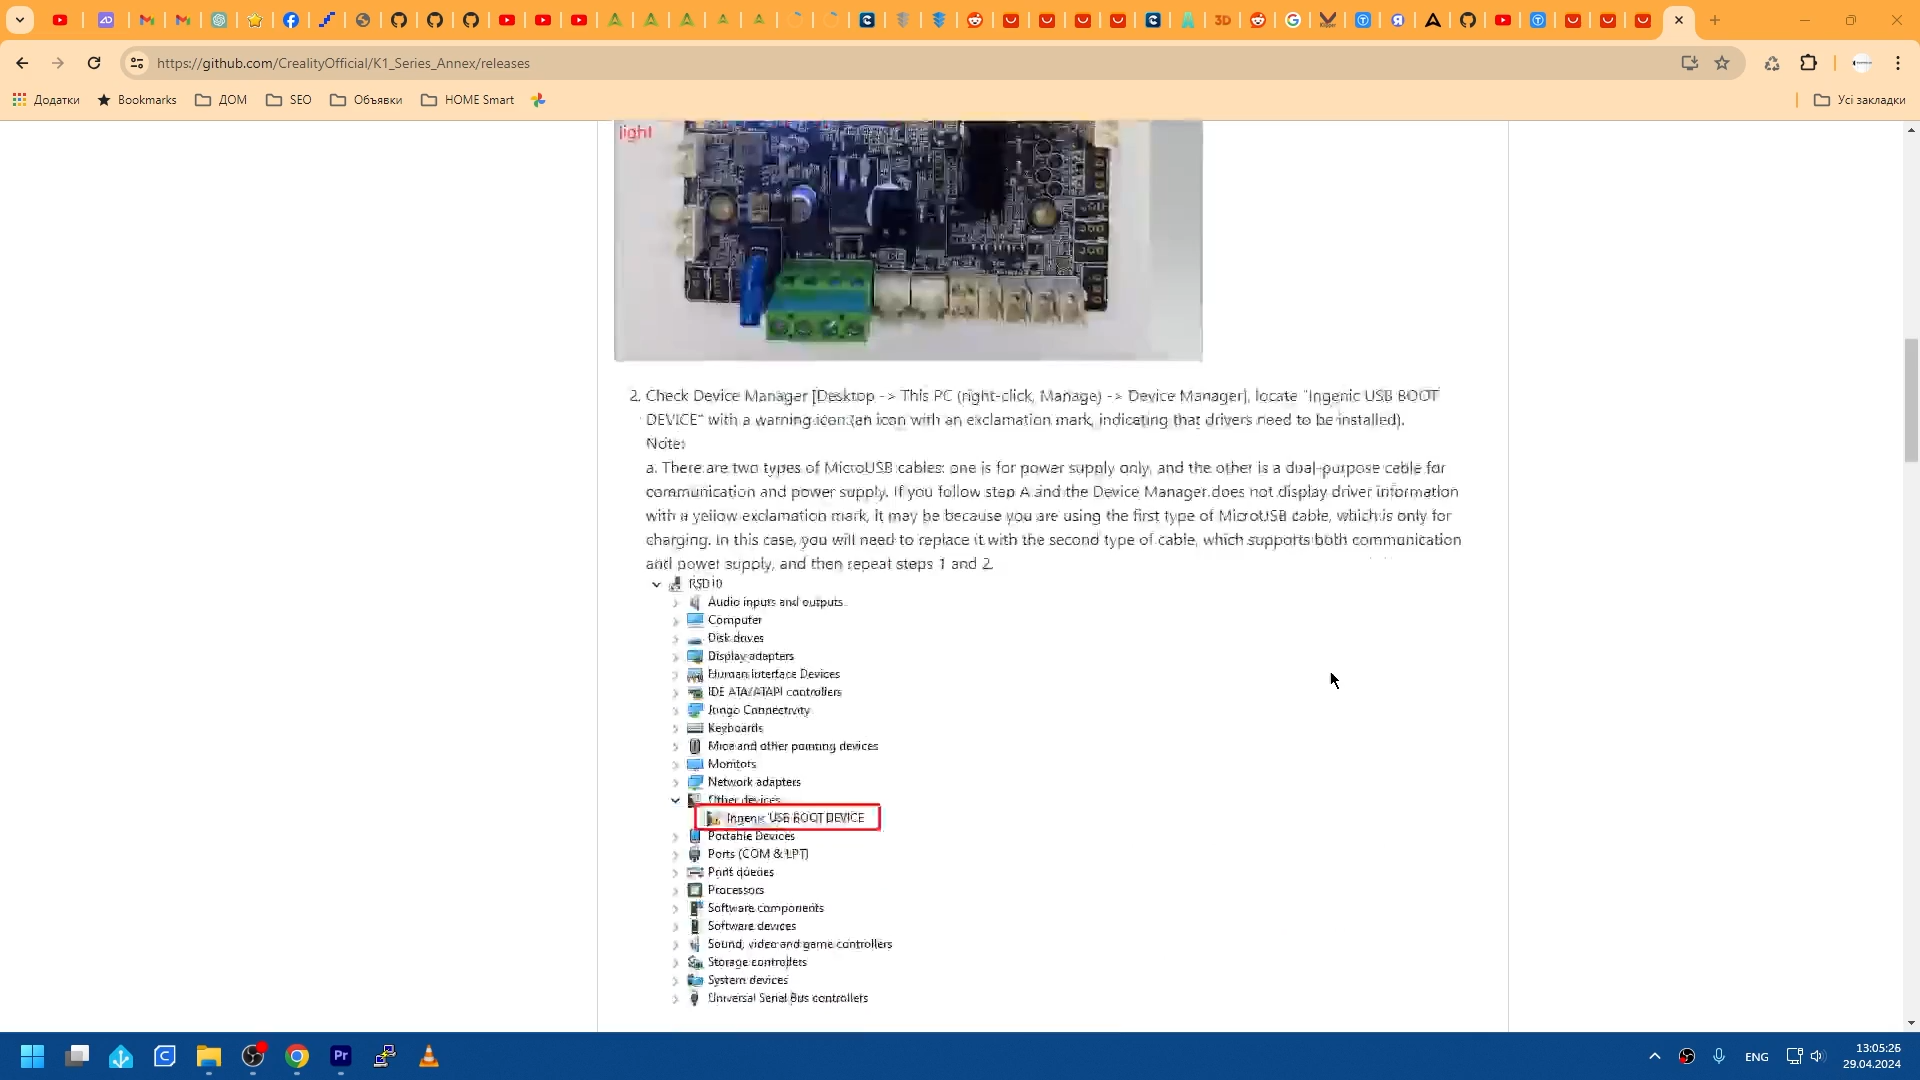 https://github.com/CrealityOfficial/K1_Series_Annex/releases
Додатки
Bookmarks
ДОМ
SEO
Объявки
HOME Smart
Усі закладки
light
2. Check Device Manager [Desktop -> This PC (right-click, Manage) -> Device Manager], locate "Ingenic USB BOOT
DEVICE" with a warning icon (an icon with an exclamation mark, indicating that drivers need to be installed).
Note:
a. There are two types of MicroUSB cables: one is for power supply only, and the other is a dual-purpose cable for
communication and power supply. If you follow step A and the Device Manager does not display driver information
with a yellow exclamation mark, it may be because you are using the first type of MicroUSB cable, which is only for
charging. In this case, you will need to replace it with the second type of cable, which supports both communication
and power supply, and then repeat steps 1 and 2.
Audio inputs and outputs
Computer
Disk drives
Display adapters
Human Interface Devices
IDE ATA/ATAPI controllers
Jungo Connectivity
Keyboards
Mice and other pointing devices
Monitors
Network adapters
Other devices
Ingenic USB BOOT DEVICE
Portable Devices
Ports (COM & LPT)
Print queues
Processors
Software components
Software devices
Sound, video and game controllers
Storage controllers
System devices
Universal Serial Bus controllers
3D
Pr
ENG
13:05:26
29.04.2024